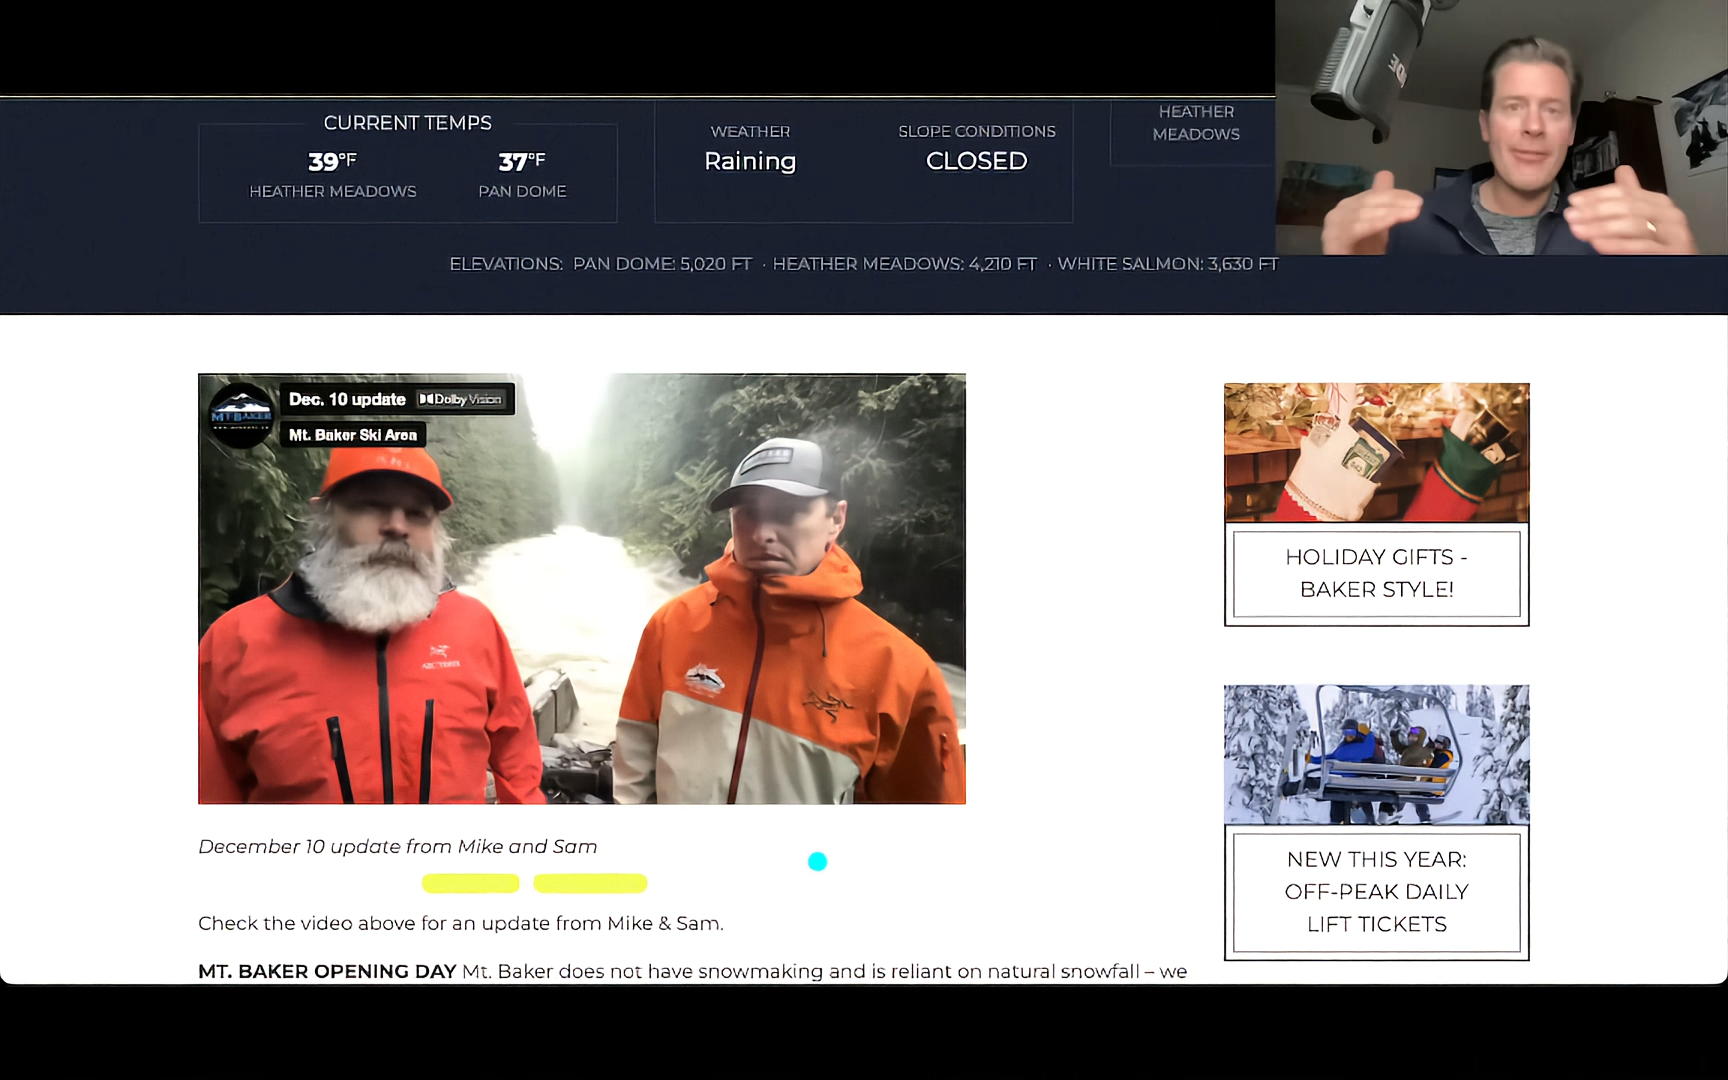 CURRENT TEMPS
39°F
HEATHER MEADOWS
37°F
PAN DOME
WEATHER
Raining
SLOPE CONDITIONS
CLOSED
HEATHER
MEADOWS
ELEVATIONS: PAN DOME: 5,020 FT · HEATHER MEADOWS: 4,210 FT · WHITE SALMON: 3,630 FT
MT BAKER
Dec. 10 update Dolby Vision
Mt. Baker Ski Area
ARC'TERYX
December 10 update from Mike and Sam
Check the video above for an update from Mike & Sam.
MT. BAKER OPENING DAY Mt. Baker does not have snowmaking and is reliant on natural snowfall – we
HOLIDAY GIFTS -
BAKER STYLE!
NEW THIS YEAR:
OFF-PEAK DAILY
LIFT TICKETS